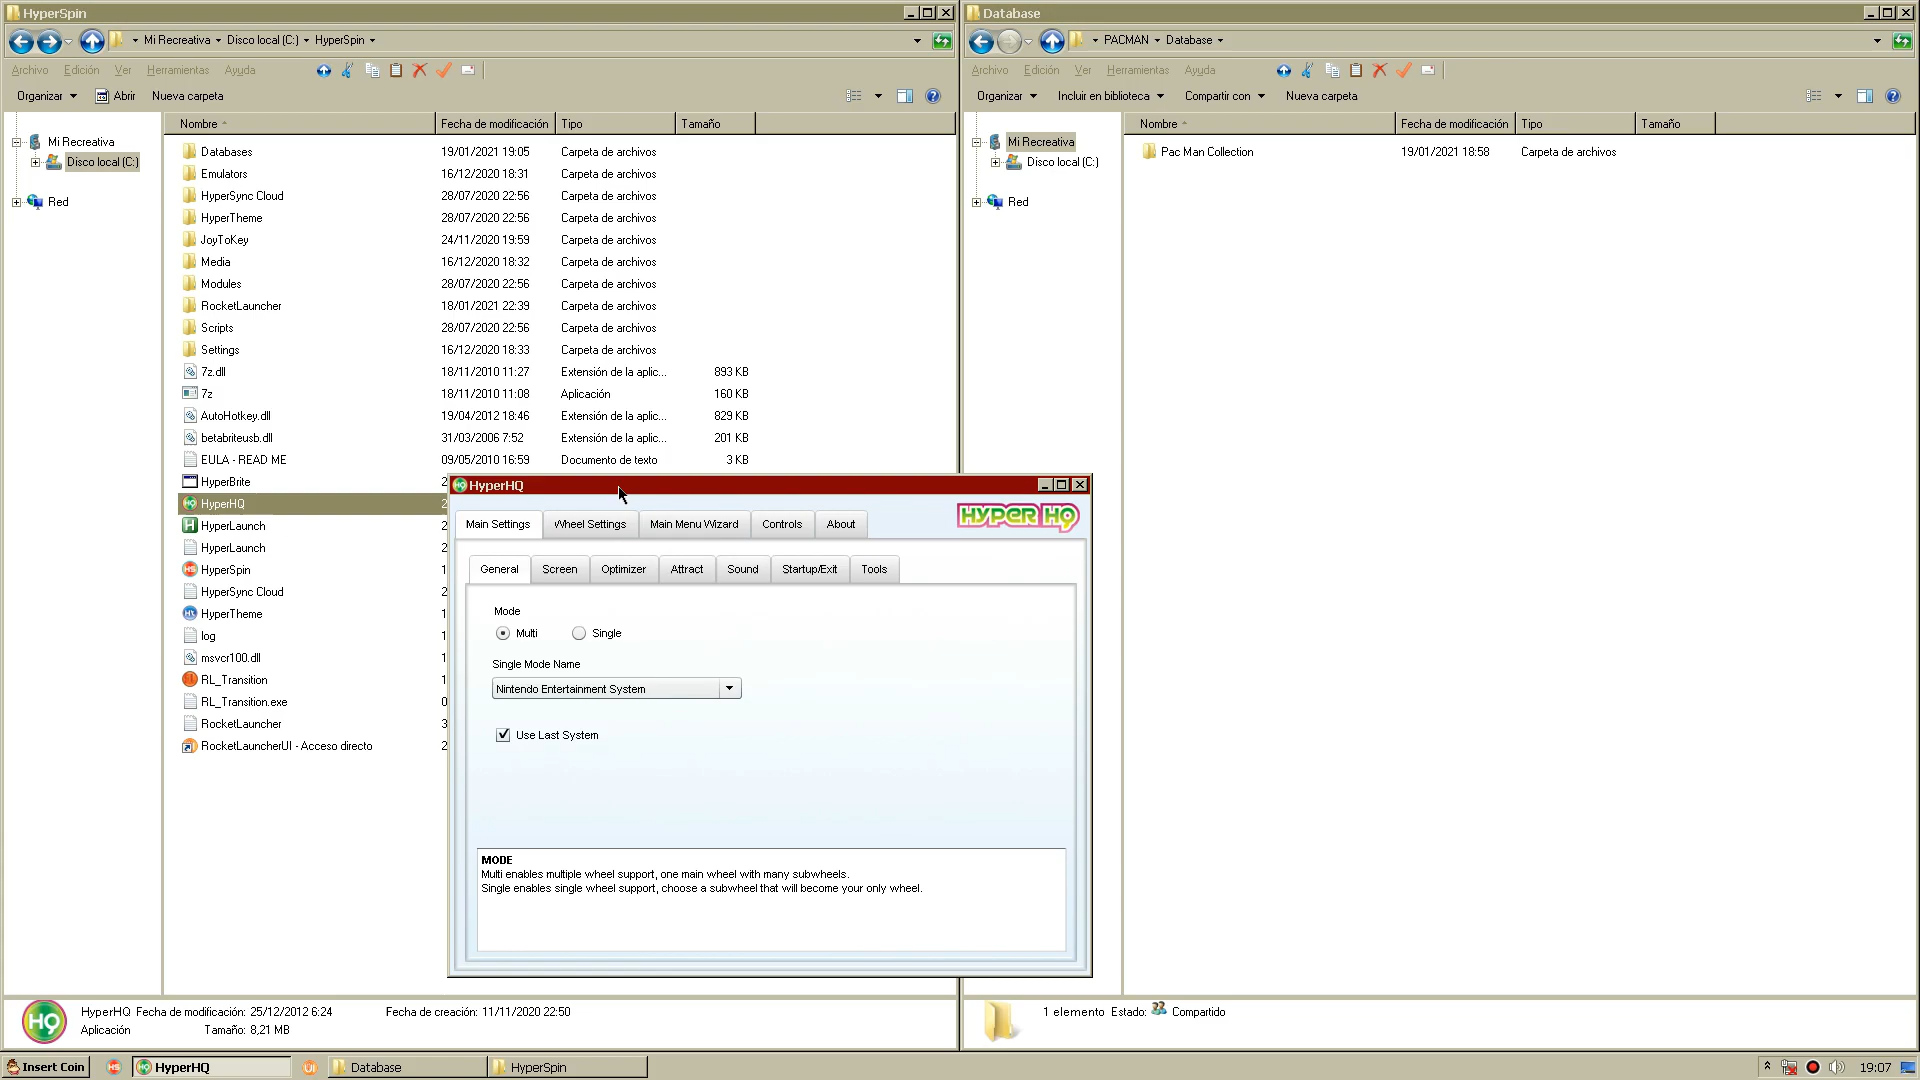 HyperSpin
Mi Recreativa
Disco local (C:)
HyperSpin
Archivo Edición Ver Herramientas Ayuda
Organizar Abrir Nueva carpeta
Mi Recreativa
Disco local (C:)
Red
Nombre Fecha de modificación Tipo Tamaño
Databases 19/01/2021 19:05 Carpeta de archivos
Emulators 16/12/2020 18:31 Carpeta de archivos
HyperSync Cloud 28/07/2020 22:56 Carpeta de archivos
HyperTheme 28/07/2020 22:56 Carpeta de archivos
JoyToKey 24/11/2020 19:59 Carpeta de archivos
Media 16/12/2020 18:32 Carpeta de archivos
Modules 28/07/2020 22:56 Carpeta de archivos
RocketLauncher 18/01/2021 22:39 Carpeta de archivos
Scripts 28/07/2020 22:56 Carpeta de archivos
Settings 16/12/2020 18:33 Carpeta de archivos
7z.dll 18/11/2010 11:27 Extensión de la aplic... 893 KB
7z 18/11/2010 11:08 Aplicación 160 KB
AutoHotkey.dll 19/04/2012 18:46 Extensión de la aplic... 829 KB
betabriteusb.dll 31/03/2006 7:52 Extensión de la aplic... 201 KB
EULA - READ ME 09/05/2010 16:59 Documento de texto 3 KB
HyperBrite 2
HyperHQ 2
HyperLaunch 2
HyperLaunch 2
HyperSpin 1
HyperSync Cloud 2
HyperTheme 1
log 1
msvcr100.dll 1
RL_Transition 1
RL_Transition.exe 0
RocketLauncher 3
RocketLauncherUI - Acceso directo 2
HyperHQ Fecha de modificación: 25/12/2012 6:24 Fecha de creación: 11/11/2020 22:50
Aplicación Tamaño: 8,21 MB
Database
PACMAN
Database
Archivo Edición Ver Herramientas Ayuda
Organizar Incluir en biblioteca Compartir con Nueva carpeta
Mi Recreativa
Disco local (C:)
Red
Nombre Fecha de modificación Tipo Tamaño
Pac Man Collection 19/01/2021 18:58 Carpeta de archivos
1 elemento Estado: Compartido
HyperHQ
HYPER HQ
Main Settings Wheel Settings Main Menu Wizard Controls About
General Screen Optimizer Attract Sound Startup/Exit Tools
Mode
Multi Single
Single Mode Name
Nintendo Entertainment System
Use Last System
MODE
Multi enables multiple wheel support, one main wheel with many subwheels.
Single enables single wheel support, choose a subwheel that will become your only wheel.
Insert Coin HyperHQ Database HyperSpin 19:07